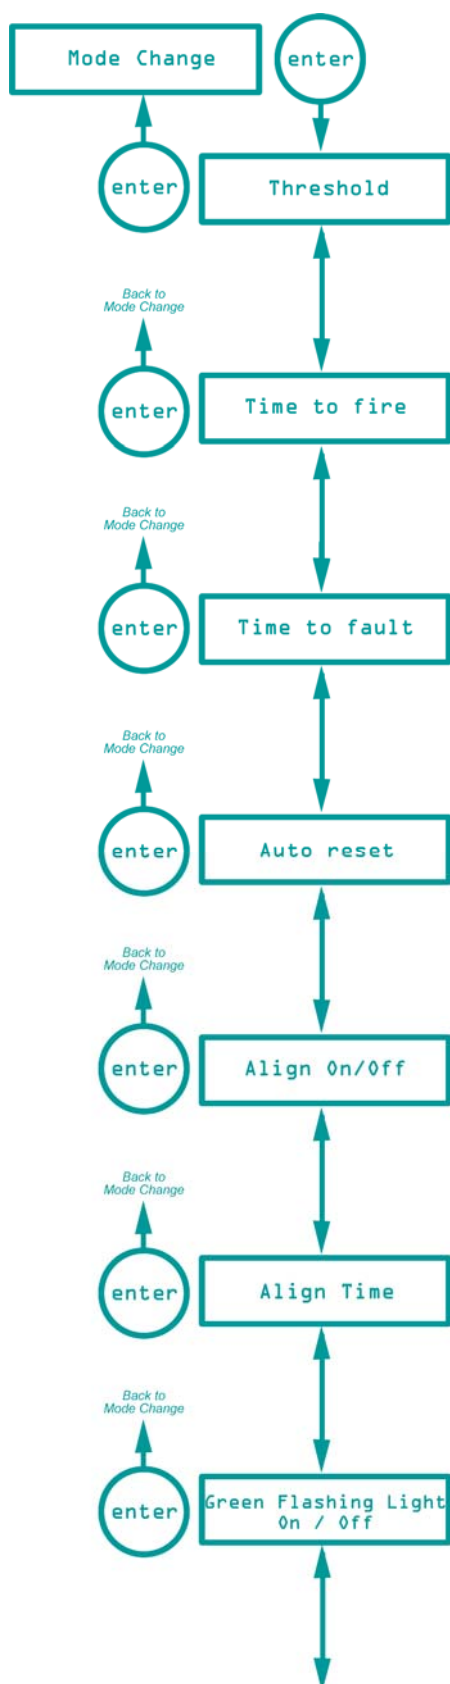 Mode Change
enter
enter
Threshold
Back to
Mode Change
enter
Time to fire
Back to
Mode Change
enter
Time to fault
Back to
Mode Change
enter
Auto reset
Back to
Mode Change
enter
Align On/Off
Back to
Mode Change
enter
Align Time
Back to
Mode Change
enter
Green Flashing Light
On / Off